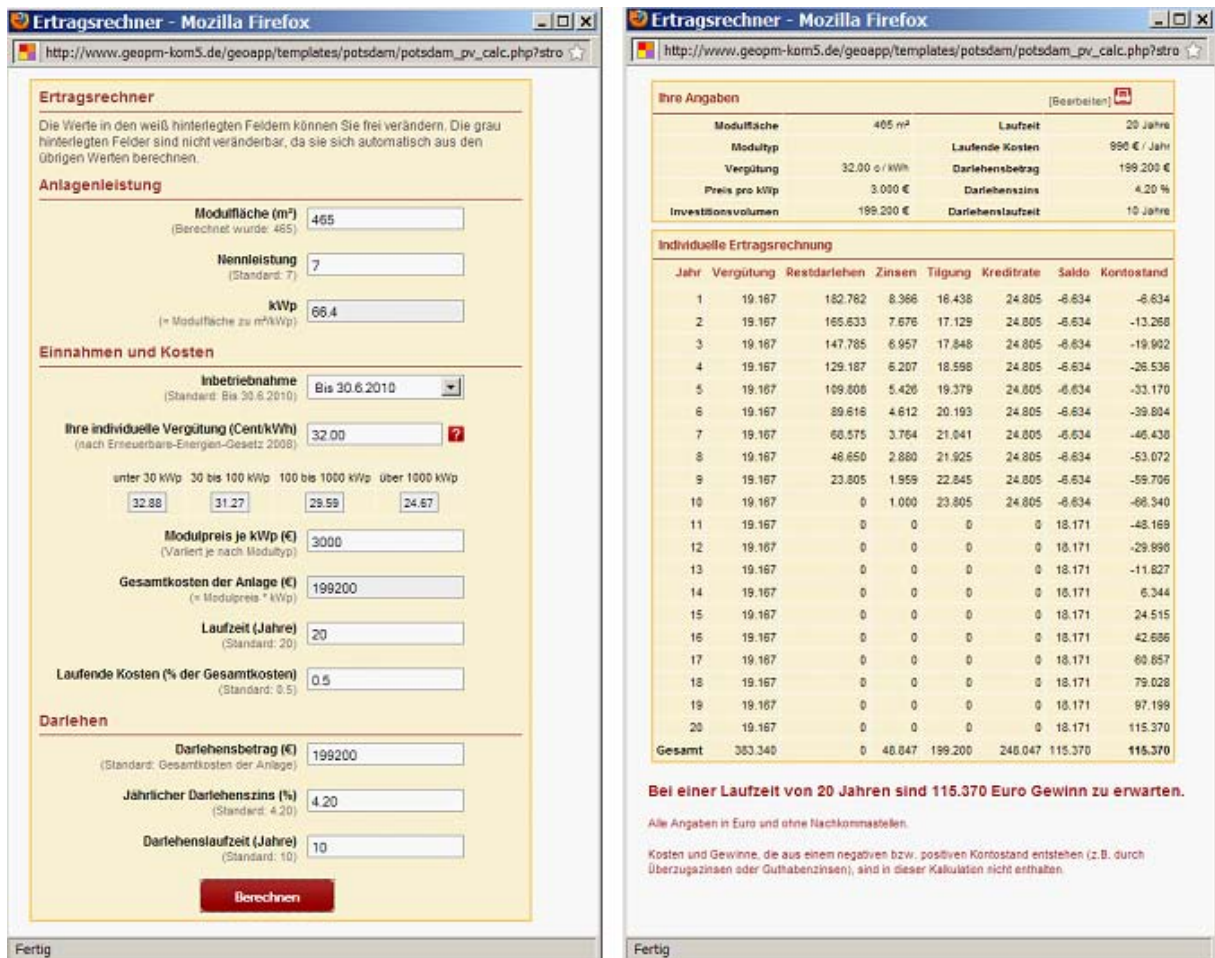 Ertragsrechner - Mozilla Firefox
http://www.geopm-kom5.de/geoapp/templates/potsdam/potsdam_pv_calc.php?stro
Ertragsrechner
Die Werte in den weiß hinterlegten Feldern können Sie frei verändern. Die grau
hinterlegten Felder sind nicht veränderbar, da sie sich automatisch aus den
übrigen Werten berechnen.
Anlagenleistung
Modulfläche (m²) 465
(Berechnet wurde: 465)
Nennleistung 7
(Standard: 7)
kWp 66.4
(= Modulfläche zu m²/kWp)
Einnahmen und Kosten
Inbetriebnahme Bis 30.6.2010
(Standard: Bis 30.6.2010)
Ihre individuelle Vergütung (Cent/kWh) 32.00 ?
(nach Erneuerbare-Energien-Gesetz 2008)
unter 30 kWp 30 bis 100 kWp 100 bis 1000 kWp über 1000 kWp
32.88 31.27 29.59 24.67
Modulpreis je kWp (€) 3000
(Variiert je nach Modultyp)
Gesamtkosten der Anlage (€) 199200
(= Modulpreis * kWp)
Laufzeit (Jahre) 20
(Standard: 20)
Laufende Kosten (% der Gesamtkosten) 0.5
(Standard: 0.5)
Darlehen
Darlehensbetrag (€) 199200
(Standard: Gesamtkosten der Anlage)
Jährlicher Darlehenszins (%) 4.20
(Standard: 4.20)
Darlehenslaufzeit (Jahre) 10
(Standard: 10)
Berechnen
Fertig
Ertragsrechner - Mozilla Firefox
http://www.geopm-kom5.de/geoapp/templates/potsdam/potsdam_pv_calc.php?stro
Ihre Angaben [Bearbeiten]
Modulfläche 465 m² Laufzeit 20 Jahre
Modultyp Laufende Kosten 996 € / Jahr
Vergütung 32.00 c / kWh Darlehensbetrag 199.200 €
Preis pro kWp 3.000 € Darlehenszins 4.20 %
Investitionsvolumen 199.200 € Darlehenslaufzeit 10 Jahre
Individuelle Ertragsrechnung
Jahr Vergütung Restdarlehen Zinsen Tilgung Kreditrate Saldo Kontostand
1 19.167 182.762 8.366 16.438 24.805 -6.634 -6.634
2 19.167 165.633 7.676 17.129 24.805 -6.634 -13.268
3 19.167 147.785 6.957 17.848 24.805 -6.634 -19.902
4 19.167 129.187 6.207 18.598 24.805 -6.634 -26.536
5 19.167 109.808 5.426 19.379 24.805 -6.634 -33.170
6 19.167 89.616 4.612 20.193 24.805 -6.634 -39.804
7 19.167 68.575 3.764 21.041 24.805 -6.634 -46.438
8 19.167 46.650 2.880 21.925 24.805 -6.634 -53.072
9 19.167 23.805 1.959 22.845 24.805 -6.634 -59.706
10 19.167 0 1.000 23.805 24.805 -6.634 -66.340
11 19.167 0 0 0 0 18.171 -48.169
12 19.167 0 0 0 0 18.171 -29.998
13 19.167 0 0 0 0 18.171 -11.827
14 19.167 0 0 0 0 18.171 6.344
15 19.167 0 0 0 0 18.171 24.515
16 19.167 0 0 0 0 18.171 42.686
17 19.167 0 0 0 0 18.171 60.857
18 19.167 0 0 0 0 18.171 79.028
19 19.167 0 0 0 0 18.171 97.199
20 19.167 0 0 0 0 18.171 115.370
Gesamt 383.340 0 48.847 199.200 248.047 115.370 115.370
Bei einer Laufzeit von 20 Jahren sind 115.370 Euro Gewinn zu erwarten.
Alle Angaben in Euro und ohne Nachkommastellen.
Kosten und Gewinne, die aus einem negativen bzw. positiven Kontostand entstehen (z.B. durch
Überzugszinsen oder Guthabenzinsen), sind in dieser Kalkulation nicht enthalten.
Fertig